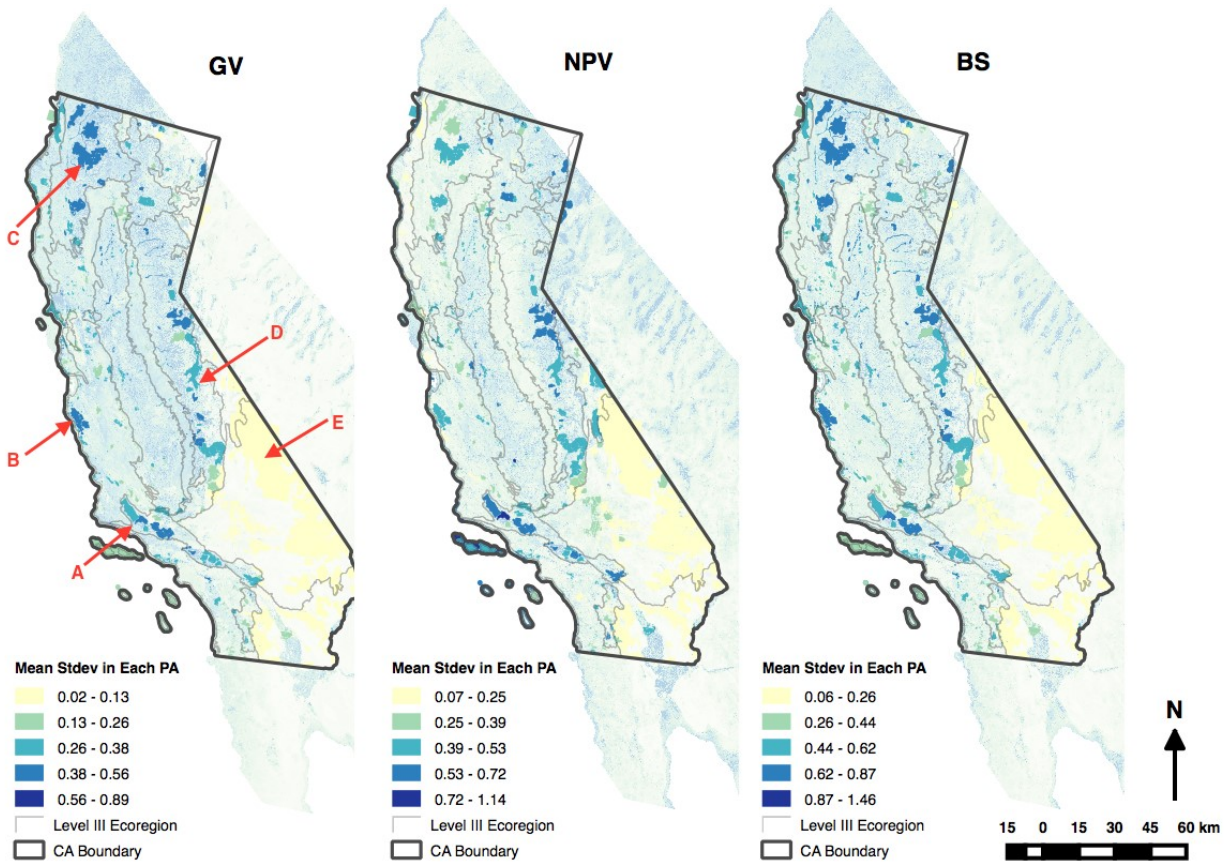 GV
NPV
BS
C
D
E
B
A
Mean Stdev in Each PA
0.02 - 0.13
0.13 - 0.26
0.26 - 0.38
0.38 - 0.56
0.56 - 0.89
Level III Ecoregion
CA Boundary
Mean Stdev in Each PA
0.07 - 0.25
0.25 - 0.39
0.39 - 0.53
0.53 - 0.72
0.72 - 1.14
Level III Ecoregion
CA Boundary
Mean Stdev in Each PA
0.06 - 0.26
0.26 - 0.44
0.44 - 0.62
0.62 - 0.87
0.87 - 1.46
Level III Ecoregion
CA Boundary
N
15 0 15 30 45 60 km